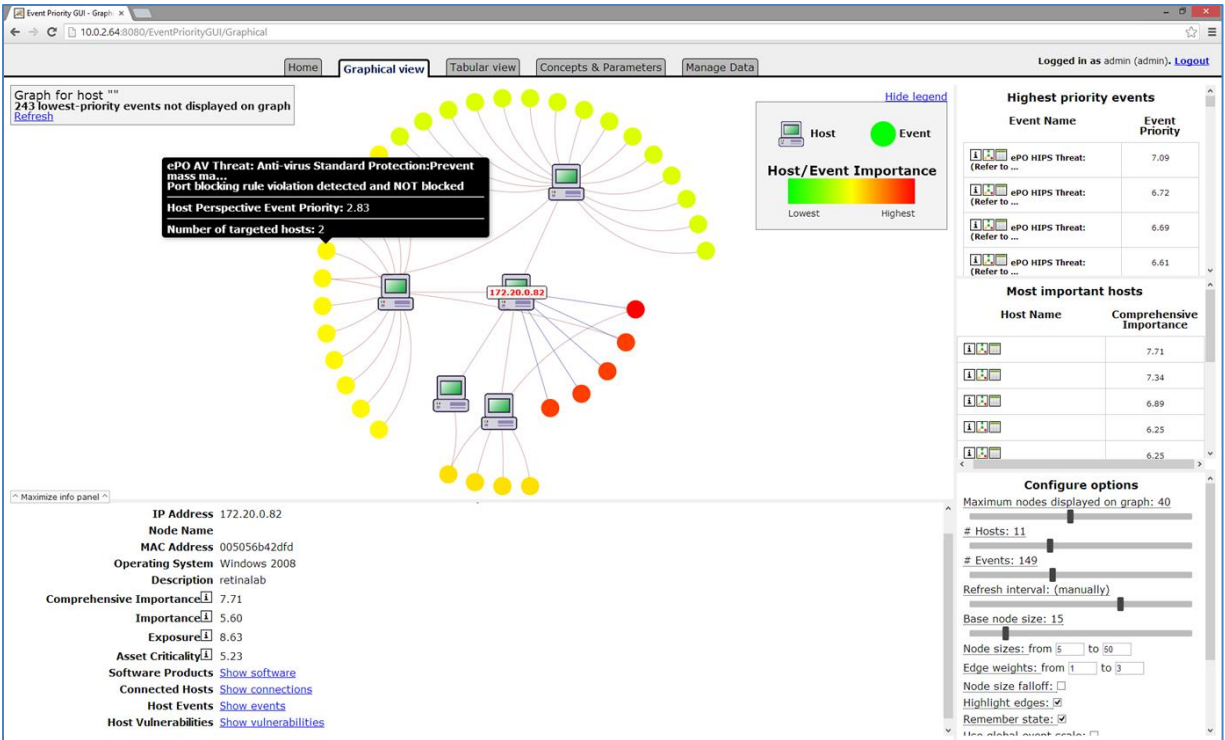 Event Priority GUI - Graph
10.0.2.64:8080/EventPriorityGUI/Graphical
Home
Graphical view
Tabular view
Concepts & Parameters
Manage Data
Logged in as admin (admin). Logout
Graph for host ""
243 lowest-priority events not displayed on graph
Refresh
ePO AV Threat: Anti-virus Standard Protection:Prevent
mass ma...
Port blocking rule violation detected and NOT blocked
Host Perspective Event Priority: 2.83
Number of targeted hosts: 2
172.20.0.82
Hide legend
Host
Event
Host/Event Importance
Lowest Highest
^ Maximize info panel ^
IP Address 172.20.0.82
Node Name
MAC Address 005056b42dfd
Operating System Windows 2008
Description retinalab
Comprehensive Importance i 7.71
Importance i 5.60
Exposure i 8.63
Asset Criticality i 5.23
Software Products Show software
Connected Hosts Show connections
Host Events Show events
Host Vulnerabilities Show vulnerabilities
Highest priority events
Event Name Event
Priority
i ePO HIPS Threat: 7.09
(Refer to ...
i ePO HIPS Threat: 6.72
(Refer to ...
i ePO HIPS Threat: 6.69
(Refer to ...
i ePO HIPS Threat: 6.61
(Refer to ...
Most important hosts
Host Name Comprehensive
Importance
i 7.71
i 7.34
i 6.89
i 6.25
i 6.25
Configure options
Maximum nodes displayed on graph: 40
# Hosts: 11
# Events: 149
Refresh interval: (manually)
Base node size: 15
Node sizes: from 5 to 50
Edge weights: from 1 to 3
Node size falloff:
Highlight edges:
Remember state:
Use global event scale: